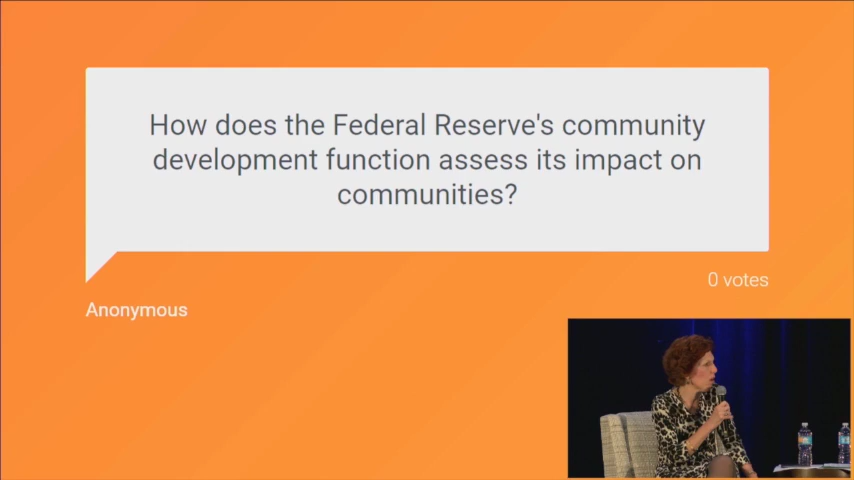 How does the Federal Reserve's community
development function assess its impact on
communities?
0 votes
Anonymous